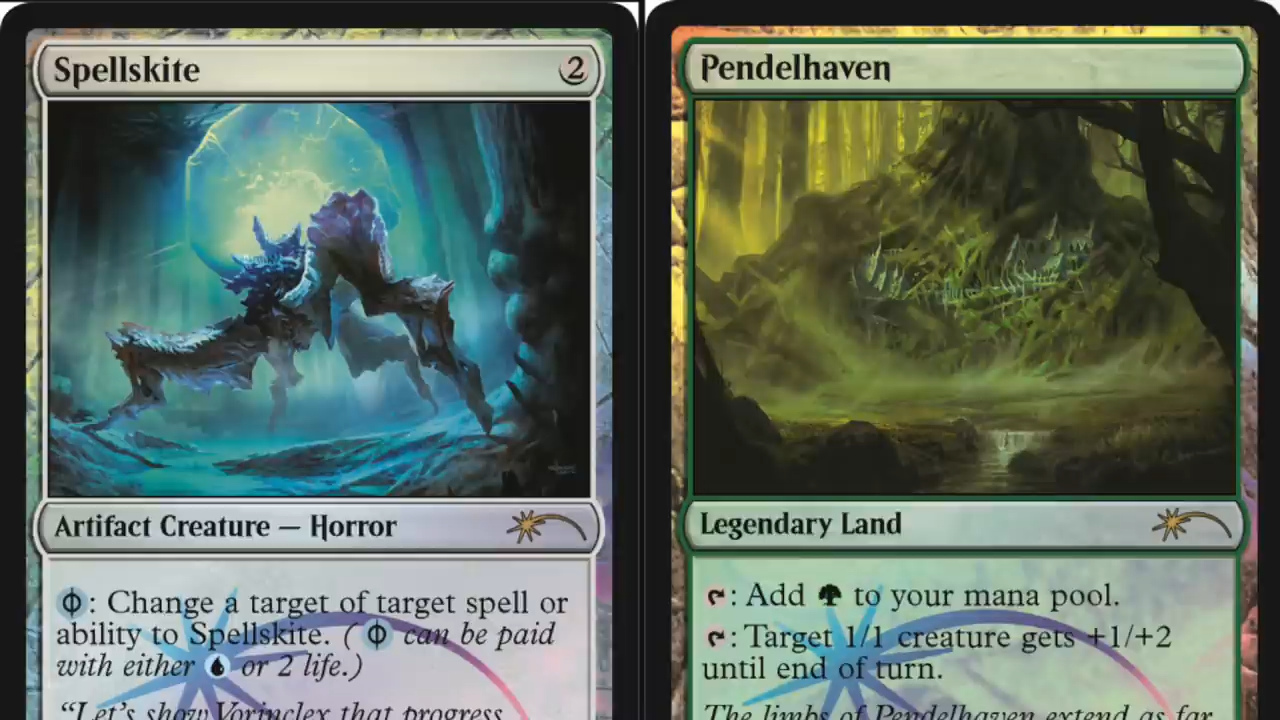 Spellskite 2
Artifact Creature — Horror
: Change a target of target spell or
ability to Spellskite. ( can be paid
with either or 2 life.)
“Let’s show Vorinclex that progress
Pendelhaven
Legendary Land
: Add to your mana pool.
: Target 1/1 creature gets +1/+2
until end of turn.
The limbs of Pendelhaven extend as far